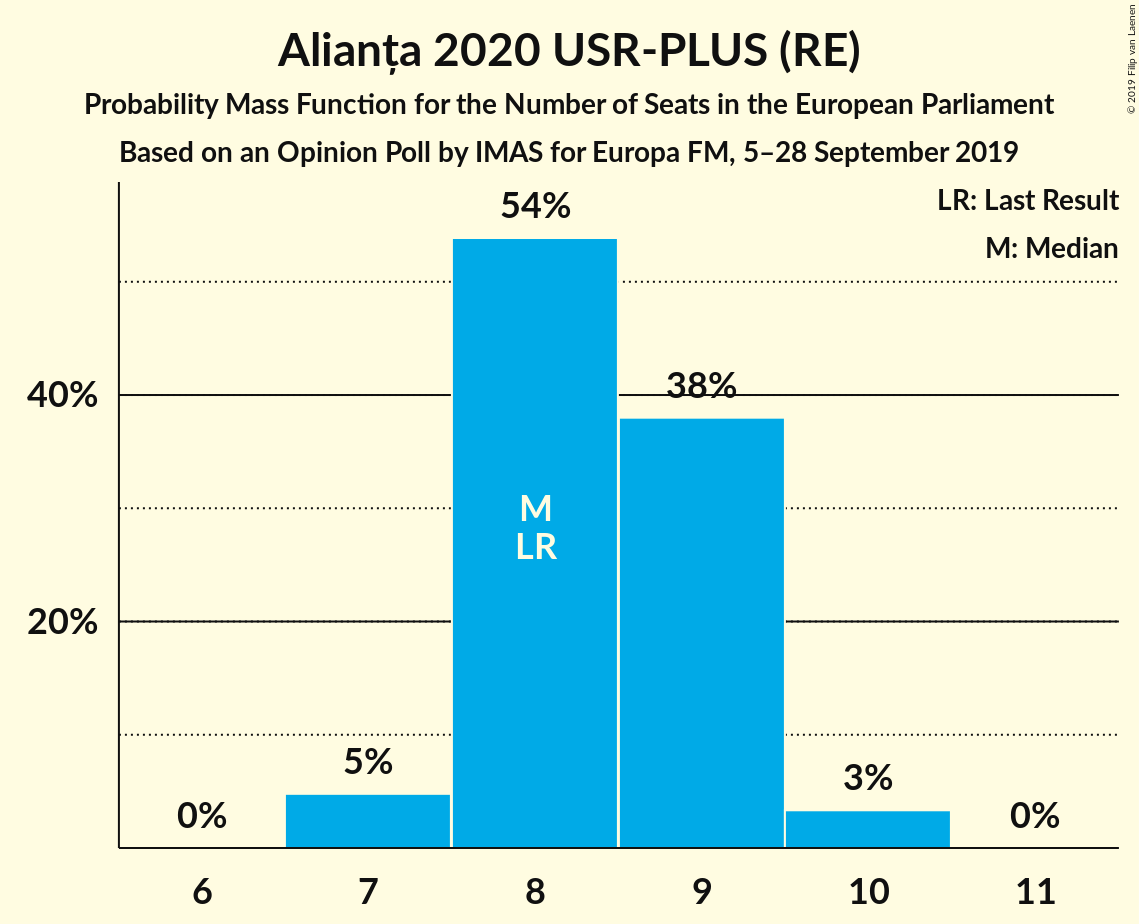 Alianța 2020 USR-PLUS (RE)
Probability Mass Function for the Number of Seats in the European Parliament
Based on an Opinion Poll by IMAS for Europa FM, 5–28 September 2019
© 2019 Filip van Laenen
LR: Last Result
M: Median
54%
38%
40%
M
LR
20%
5%
3%
0%
0%
6 7 8 9 10 11